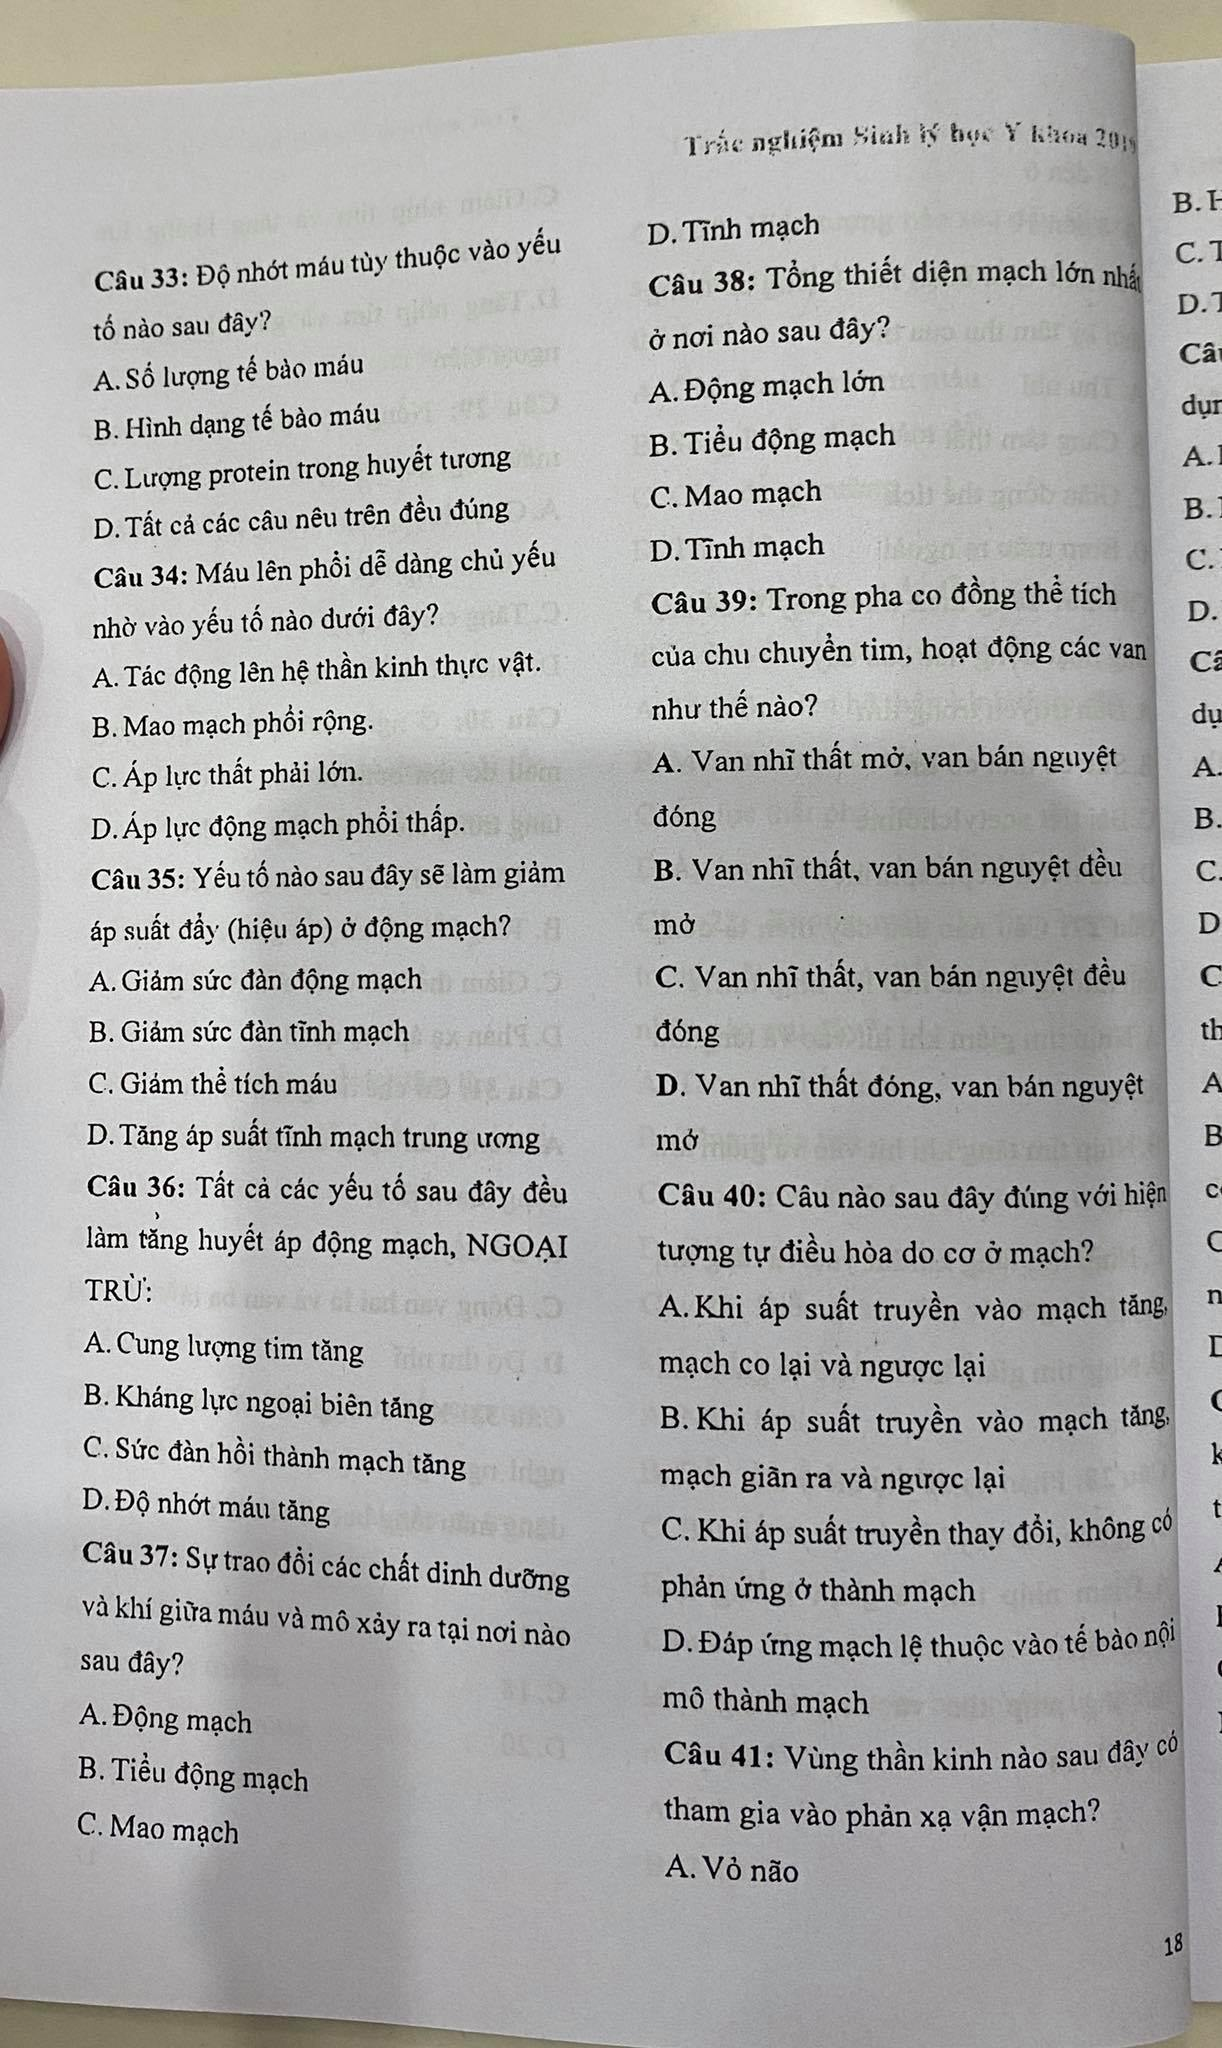 Trắc nghiệm Sinh lý học Y khoa 2019
Câu 33: Độ nhớt máu tùy thuộc vào yếu
tố nào sau đây?
A. Số lượng tế bào máu
B. Hình dạng tế bào máu
C. Lượng protein trong huyết tương
D. Tất cả các câu nêu trên đều đúng
Câu 34: Máu lên phổi dễ dàng chủ yếu
nhờ vào yếu tố nào dưới đây?
A. Tác động lên hệ thần kinh thực vật.
B. Mao mạch phổi rộng.
C. Áp lực thất phải lớn.
D. Áp lực động mạch phổi thấp.
Câu 35: Yếu tố nào sau đây sẽ làm giảm
áp suất đẩy (hiệu áp) ở động mạch?
A. Giảm sức đàn động mạch
B. Giảm sức đàn tĩnh mạch
C. Giảm thể tích máu
D. Tăng áp suất tĩnh mạch trung ương
Câu 36: Tất cả các yếu tố sau đây đều
làm tăng huyết áp động mạch, NGOẠI
TRỪ:
A. Cung lượng tim tăng
B. Kháng lực ngoại biên tăng
C. Sức đàn hồi thành mạch tăng
D. Độ nhớt máu tăng
Câu 37: Sự trao đổi các chất dinh dưỡng
và khí giữa máu và mô xảy ra tại nơi nào
sau đây?
A. Động mạch
B. Tiểu động mạch
C. Mao mạch
D. Tĩnh mạch
Câu 38: Tổng thiết diện mạch lớn nhất
ở nơi nào sau đây?
A. Động mạch lớn
B. Tiểu động mạch
C. Mao mạch
D. Tĩnh mạch
Câu 39: Trong pha co đồng thể tích
của chu chuyển tim, hoạt động các van
như thế nào?
A. Van nhĩ thất mở, van bán nguyệt
đóng
B. Van nhĩ thất, van bán nguyệt đều
mở
C. Van nhĩ thất, van bán nguyệt đều
đóng
D. Van nhĩ thất đóng, van bán nguyệt
mở
Câu 40: Câu nào sau đây đúng với hiện
tượng tự điều hòa do cơ ở mạch?
A. Khi áp suất truyền vào mạch tăng,
mạch co lại và ngược lại
B. Khi áp suất truyền vào mạch tăng,
mạch giãn ra và ngược lại
C. Khi áp suất truyền thay đổi, không có
phản ứng ở thành mạch
D. Đáp ứng mạch lệ thuộc vào tế bào nội
mô thành mạch
Câu 41: Vùng thần kinh nào sau đây có
tham gia vào phản xạ vận mạch?
A. Vỏ não
18